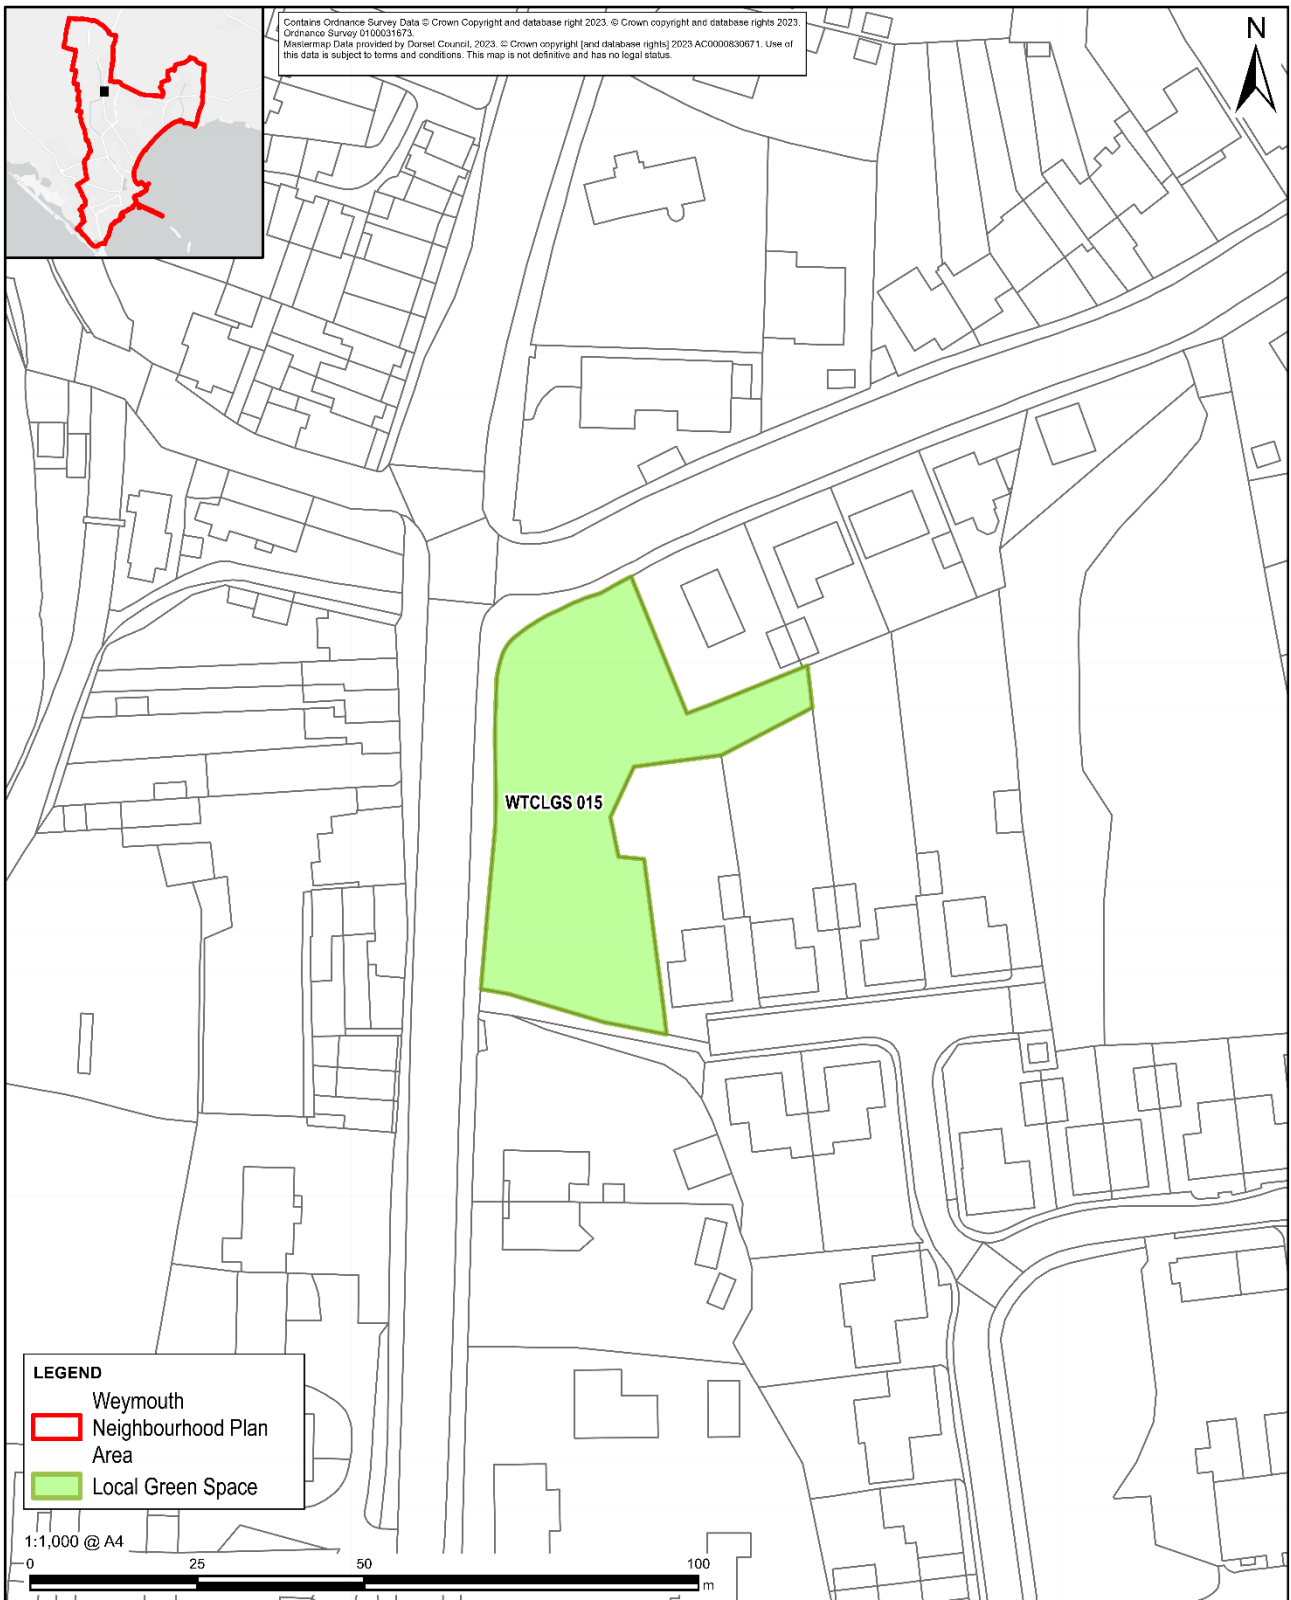 Contains Ordnance Survey Data © Crown Copyright and database right 2023. © Crown copyright and database rights 2023.
Ordnance Survey 0100031673.
Mastermap Data provided by Dorset Council, 2023. © Crown copyright [and database rights] 2023 AC0000830671. Use of
this data is subject to terms and conditions. This map is not definitive and has no legal status.
N
WTCLGS 015
LEGEND
Weymouth
Neighbourhood Plan
Area
Local Green Space
1:1,000 @ A4
0 25 50 100
m